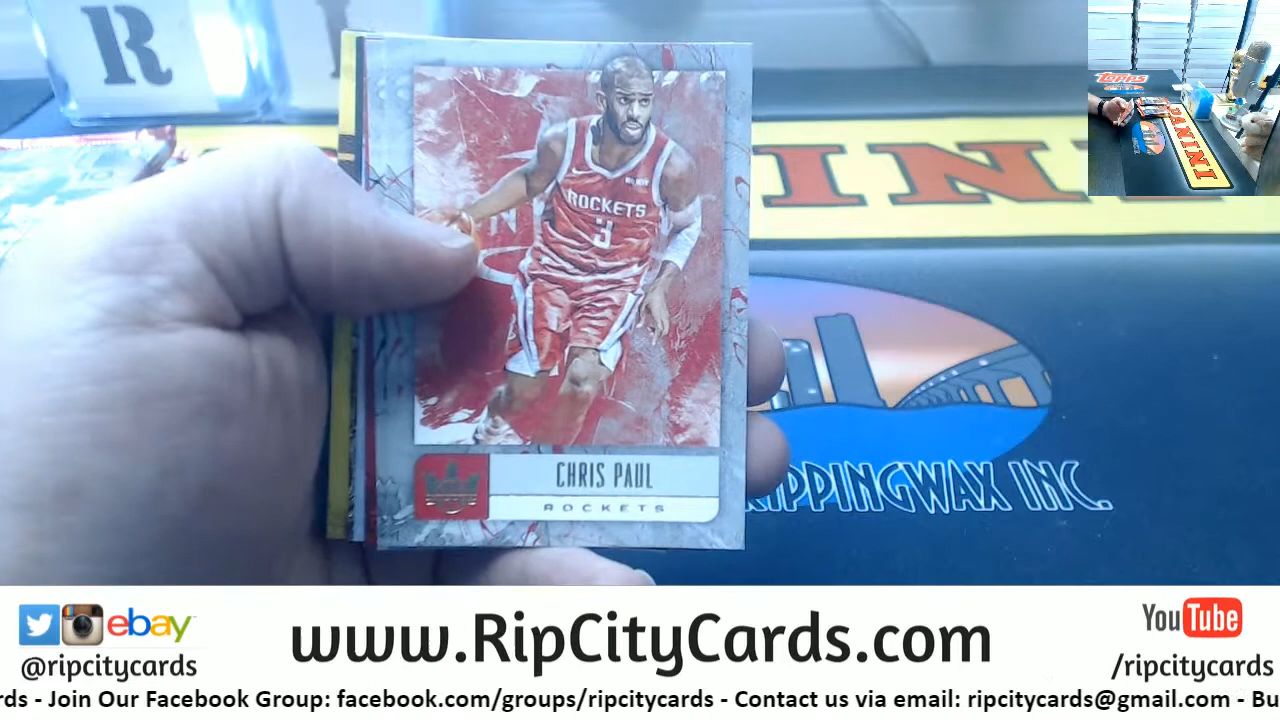 R
TOPPS
PANINI
ROCKETS
3
CHRIS PAUL
ROCKETS
RIPPINGWAX INC.
ebay
@ripcitycards
www.RipCityCards.com
YouTube
/ripcitycards
rds - Join Our Facebook Group: facebook.com/groups/ripcitycards - Contact us via email: ripcitycards@gmail.com - Bu